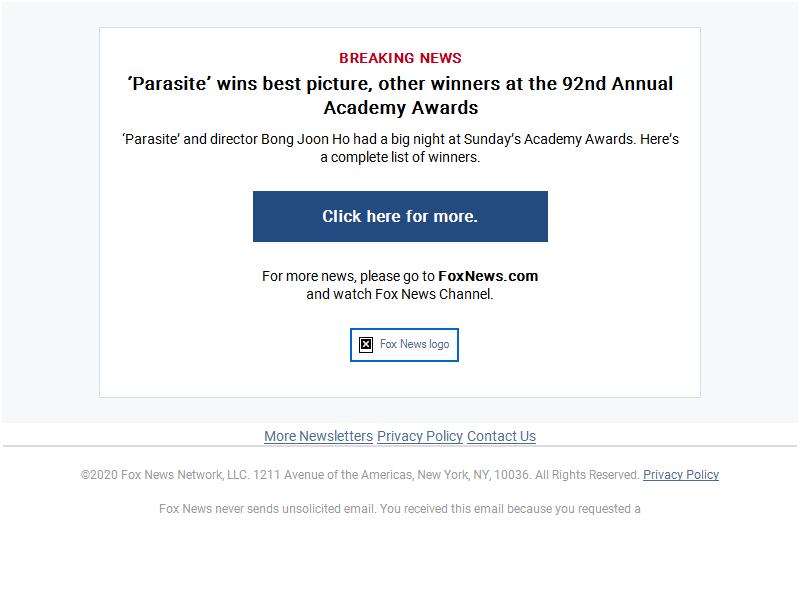 BREAKING NEWS
‘Parasite’ wins best picture, other winners at the 92nd Annual
Academy Awards
‘Parasite’ and director Bong Joon Ho had a big night at Sunday’s Academy Awards. Here’s
a complete list of winners.
Click here for more.
For more news, please go to FoxNews.com
and watch Fox News Channel.
Fox News logo
More Newsletters Privacy Policy Contact Us
©2020 Fox News Network, LLC. 1211 Avenue of the Americas, New York, NY, 10036. All Rights Reserved. Privacy Policy
Fox News never sends unsolicited email. You received this email because you requested a